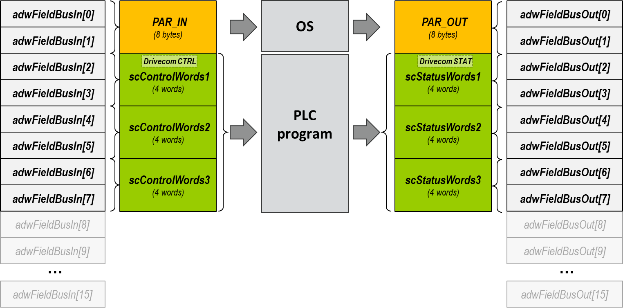 adwFieldBusIn[0]
adwFieldBusIn[1]
adwFieldBusIn[2]
adwFieldBusIn[3]
adwFieldBusIn[4]
adwFieldBusIn[5]
adwFieldBusIn[6]
adwFieldBusIn[7]
adwFieldBusIn[8]
adwFieldBusIn[9]
...
adwFieldBusIn[15]
PAR_IN
(8 bytes)
Drivecom CTRL
scControlWords1
(4 words)
scControlWords2
(4 words)
scControlWords3
(4 words)
OS
PLC
program
PAR_OUT
(8 bytes)
Drivecom STAT
scStatusWords1
(4 words)
scStatusWords2
(4 words)
scStatusWords3
(4 words)
adwFieldBusOut[0]
adwFieldBusOut[1]
adwFieldBusOut[2]
adwFieldBusOut[3]
adwFieldBusOut[4]
adwFieldBusOut[5]
adwFieldBusOut[6]
adwFieldBusOut[7]
adwFieldBusOut[8]
adwFieldBusOut[9]
...
adwFieldBusOut[15]